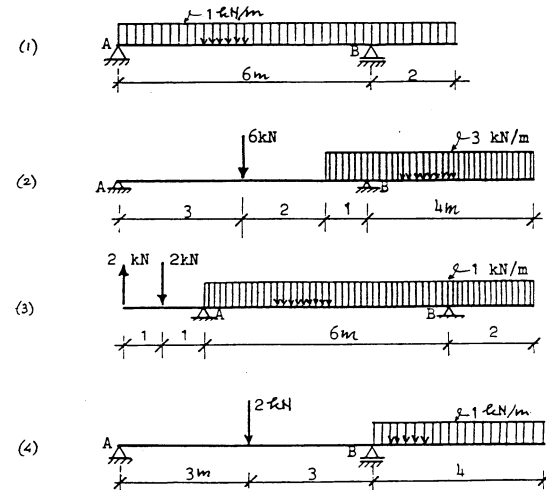 1 kN/m
(1) A B
6m 2
6kN 3 kN/m
(2) A B
3 2 1 4m
2 kN 2kN 1 kN/m
(3) A B
1 1 6m 2
2 kN 1 kN/m
(4) A B
3m 3 4